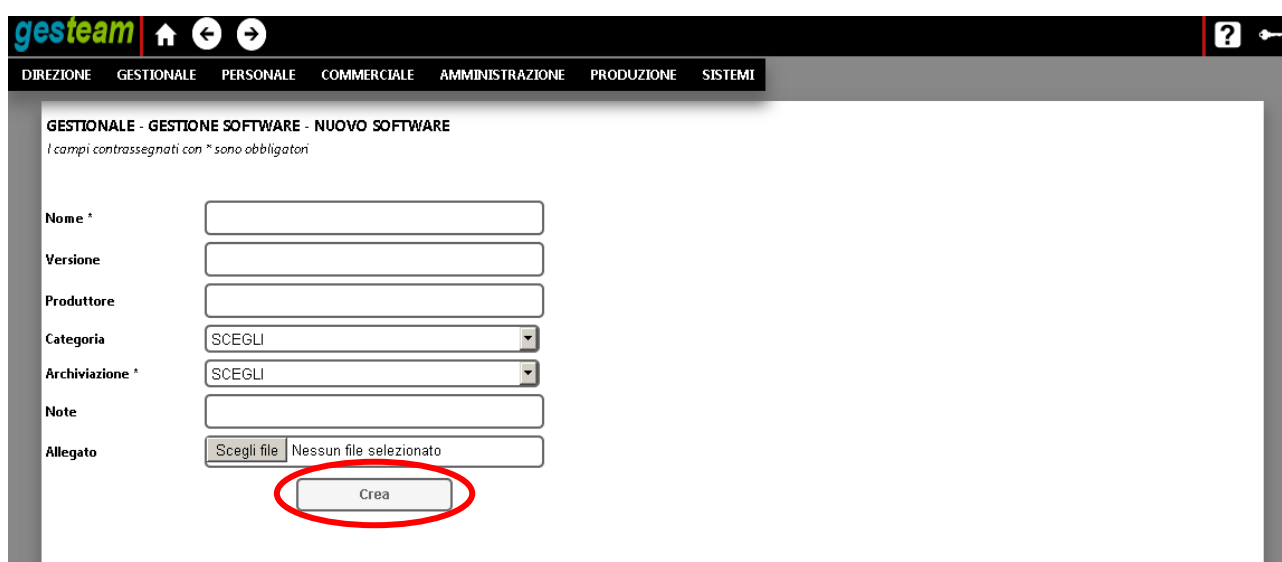 gesteam
?
DIREZIONE GESTIONALE PERSONALE COMMERCIALE AMMINISTRAZIONE PRODUZIONE SISTEMI
GESTIONALE - GESTIONE SOFTWARE - NUOVO SOFTWARE
I campi contrassegnati con * sono obbligatori
Nome *
Versione
Produttore
Categoria SCEGLI
Archiviazione * SCEGLI
Note
Allegato Scegli file Nessun file selezionato
Crea